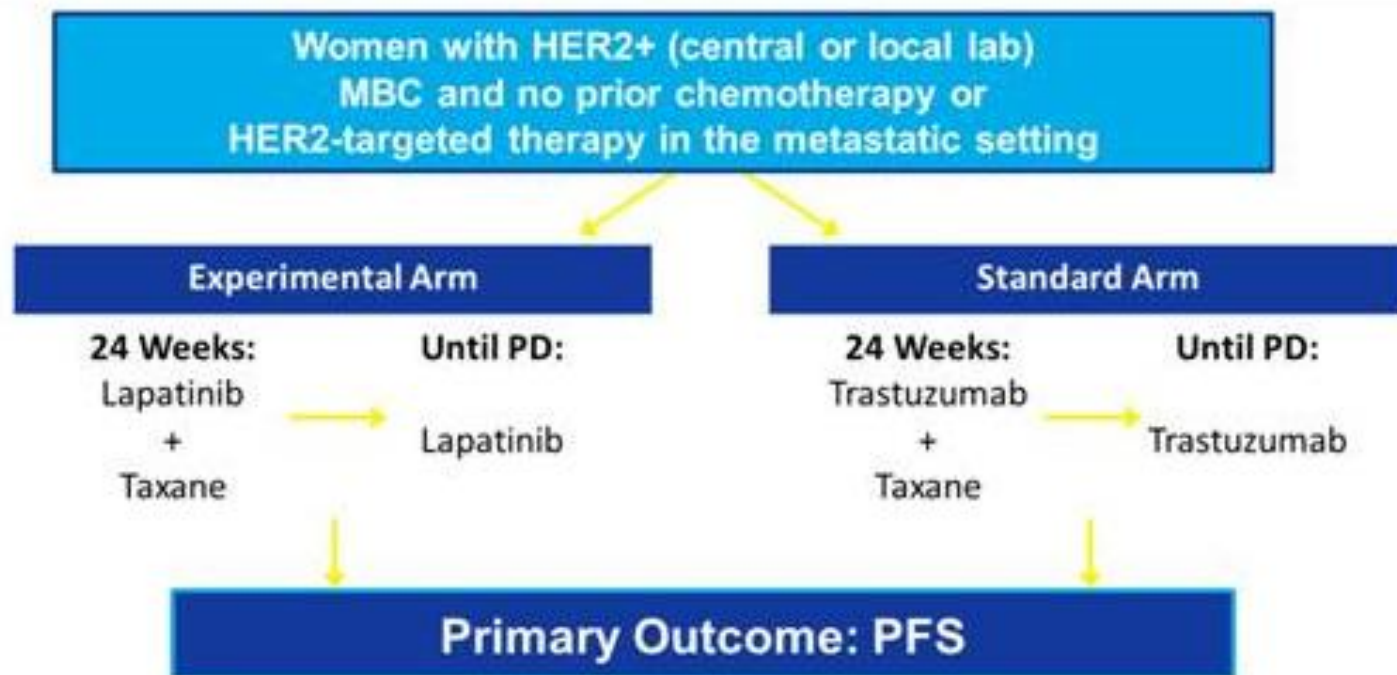 Women with HER2+ (central or local lab)
MBC and no prior chemotherapy or
HER2-targeted therapy in the metastatic setting
Experimental Arm
24 Weeks:
Lapatinib
+
Taxane
Until PD:
Lapatinib
Standard Arm
24 Weeks:
Trastuzumab
+
Taxane
Until PD:
Trastuzumab
Primary Outcome: PFS